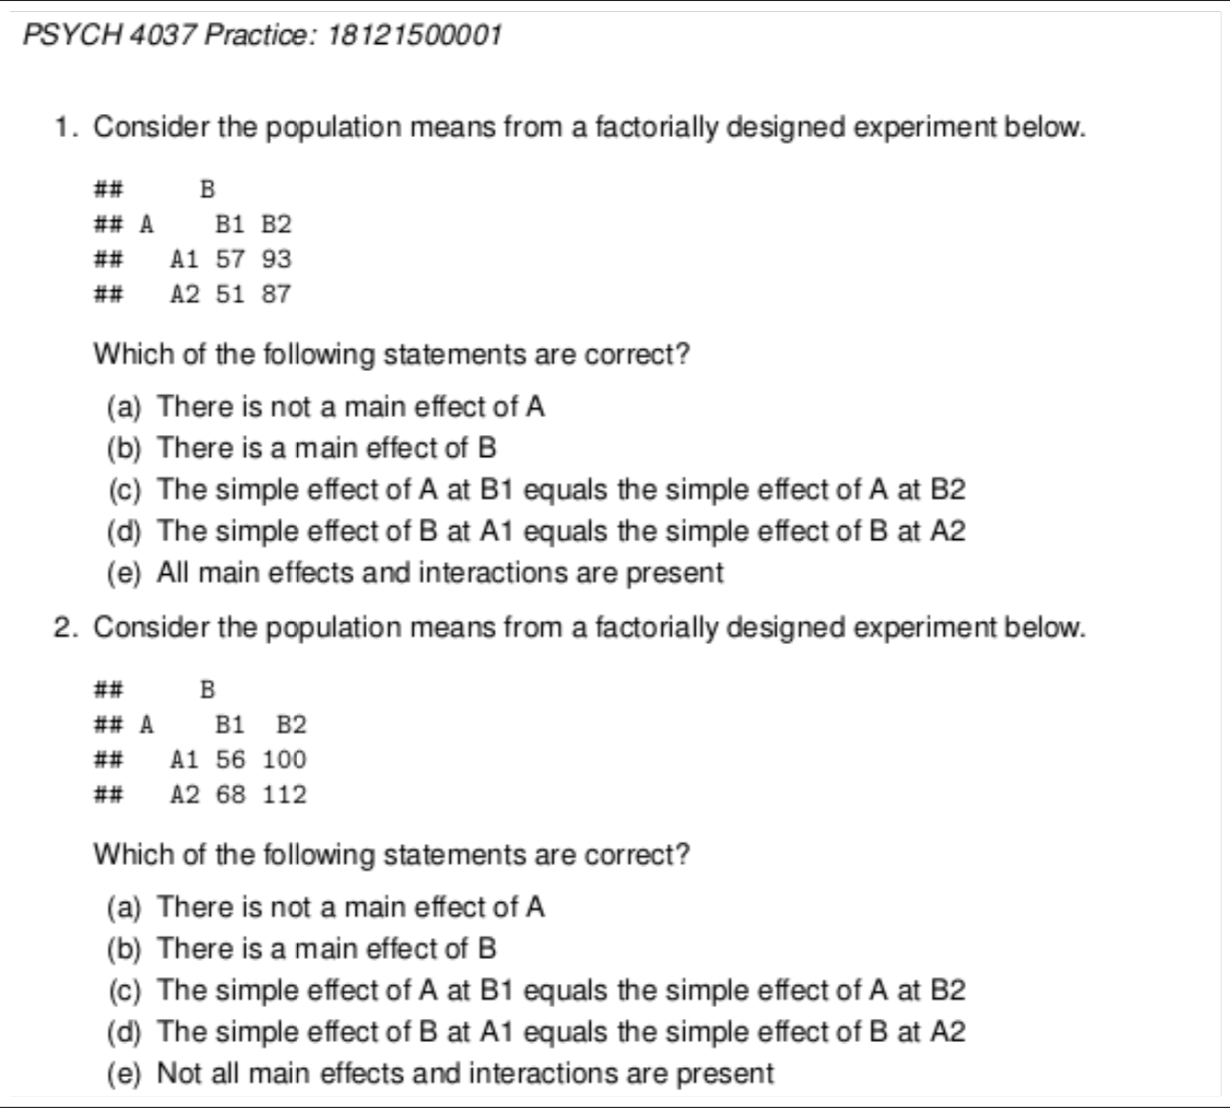 PSYCH 4037 Practice: 18121500001
1. Consider the population means from a factorially designed experiment below.
## B
## A B1 B2
## A1 57 93
## A2 51 87
Which of the following statements are correct?
(a) There is not a main effect of A
(b) There is a main effect of B
(c) The simple effect of A at B1 equals the simple effect of A at B2
(d) The simple effect of B at A1 equals the simple effect of B at A2
(e) All main effects and interactions are present
2. Consider the population means from a factorially designed experiment below.
## B
## A B1 B2
## A1 56 100
## A2 68 112
Which of the following statements are correct?
(a) There is not a main effect of A
(b) There is a main effect of B
(c) The simple effect of A at B1 equals the simple effect of A at B2
(d) The simple effect of B at A1 equals the simple effect of B at A2
(e) Not all main effects and interactions are present